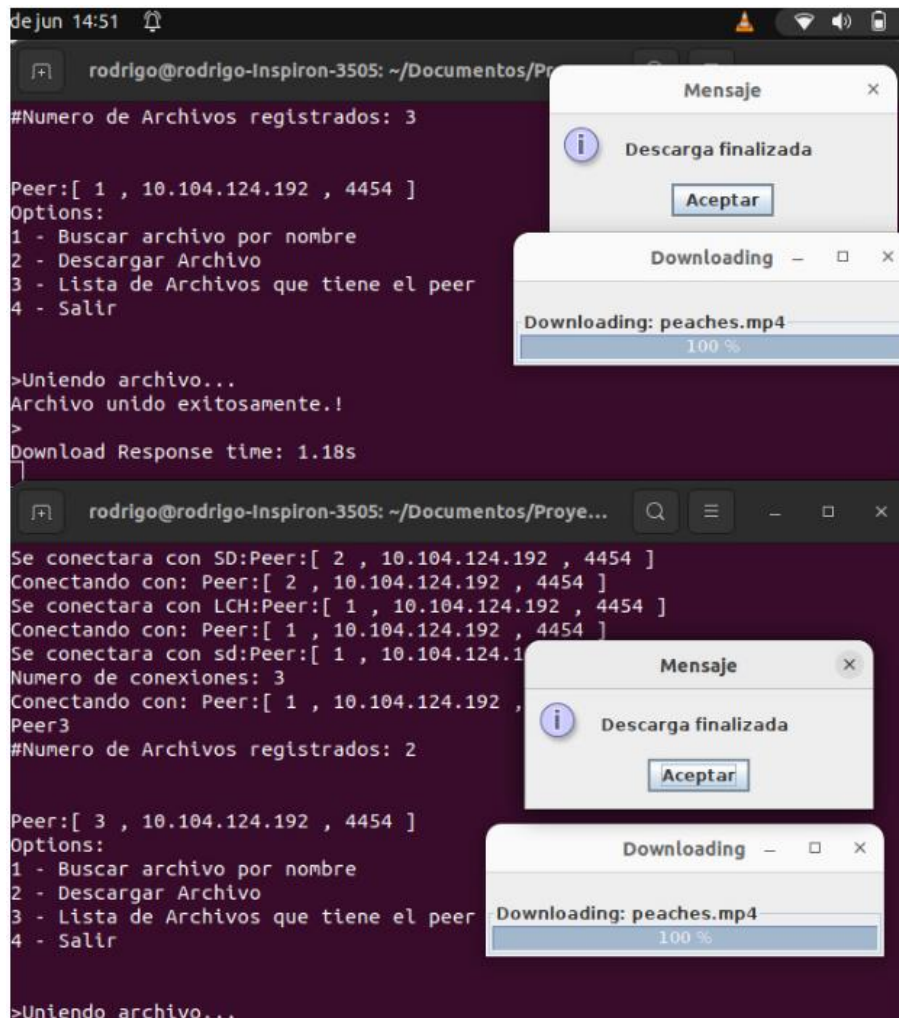 de jun 14:51
rodrigo@rodrigo-Inspiron-3505: ~/Documentos/Pr
Mensaje
#Numero de Archivos registrados: 3
Descarga finalizada
Aceptar
Peer:[ 1 , 10.104.124.192 , 4454 ]
Options:
1 - Buscar archivo por nombre
2 - Descargar Archivo
3 - Lista de Archivos que tiene el peer
4 - Salir
Downloading
Downloading: peaches.mp4
100 %
>Uniendo archivo...
Archivo unido exitosamente.!
>
Download Response time: 1.18s
rodrigo@rodrigo-Inspiron-3505: ~/Documentos/Proye...
Se conectara con SD:Peer:[ 2 , 10.104.124.192 , 4454 ]
Conectando con: Peer:[ 2 , 10.104.124.192 , 4454 ]
Se conectara con LCH:Peer:[ 1 , 10.104.124.192 , 4454 ]
Conectando con: Peer:[ 1 , 10.104.124.192 , 4454 ]
Se conectara con sd:Peer:[ 1 , 10.104.124.1
Numero de conexiones: 3
Conectando con: Peer:[ 1 , 10.104.124.192 ,
Peer3
#Numero de Archivos registrados: 2
Mensaje
Descarga finalizada
Aceptar
Peer:[ 3 , 10.104.124.192 , 4454 ]
Options:
1 - Buscar archivo por nombre
2 - Descargar Archivo
3 - Lista de Archivos que tiene el peer
4 - Salir
Downloading
Downloading: peaches.mp4
100 %
>Uniendo archivo...